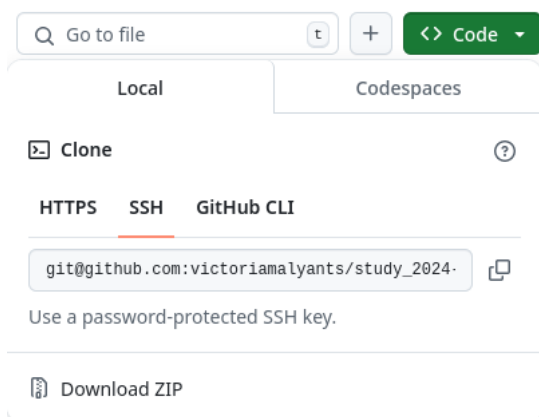 Go to file t + <> Code
Local Codespaces
Clone
HTTPS SSH GitHub CLI
git@github.com:victoriamalyants/study_2024-
Use a password-protected SSH key.
Download ZIP